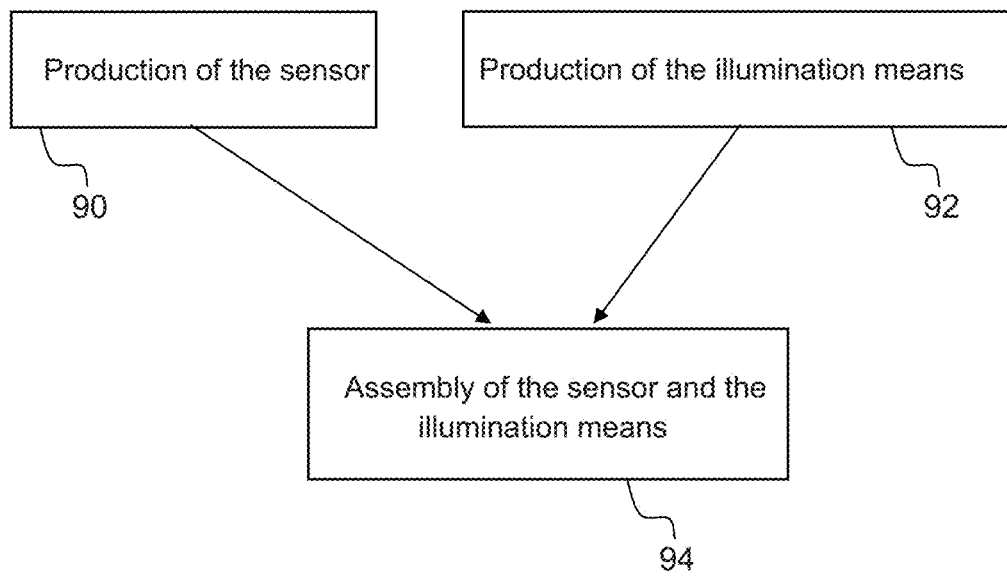 Production of the sensor
Production of the illumination means
90
92
Assembly of the sensor and the
illumination means
94